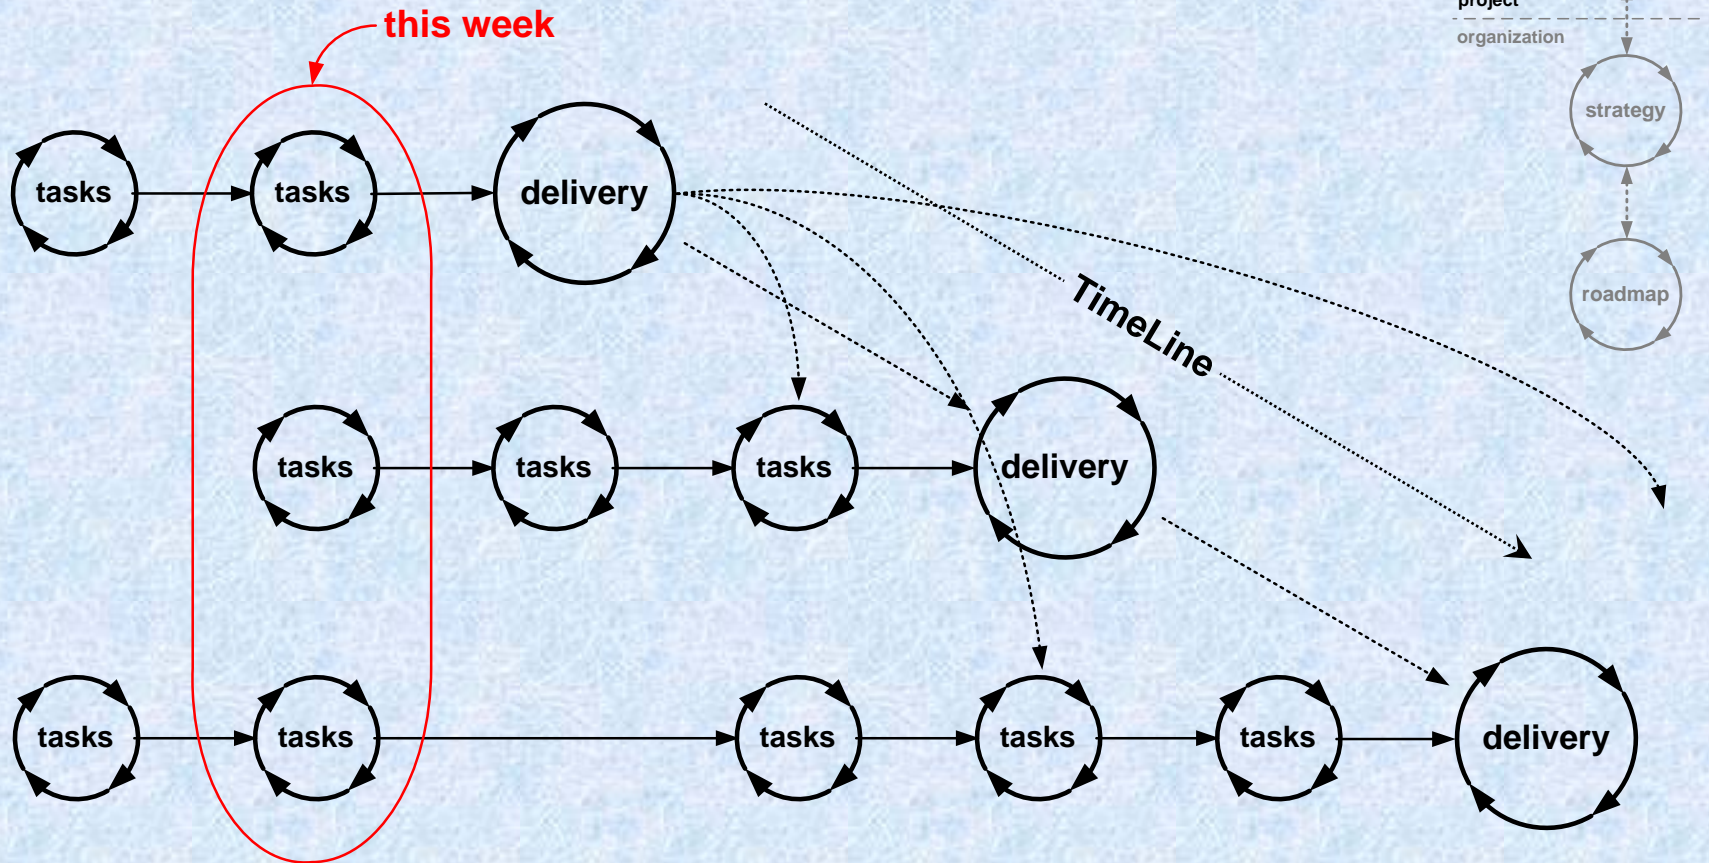 project
this week
organization
strategy
tasks
tasks
delivery
roadmap
TimeLine
tasks
tasks
tasks
delivery
tasks
tasks
tasks
tasks
tasks
delivery